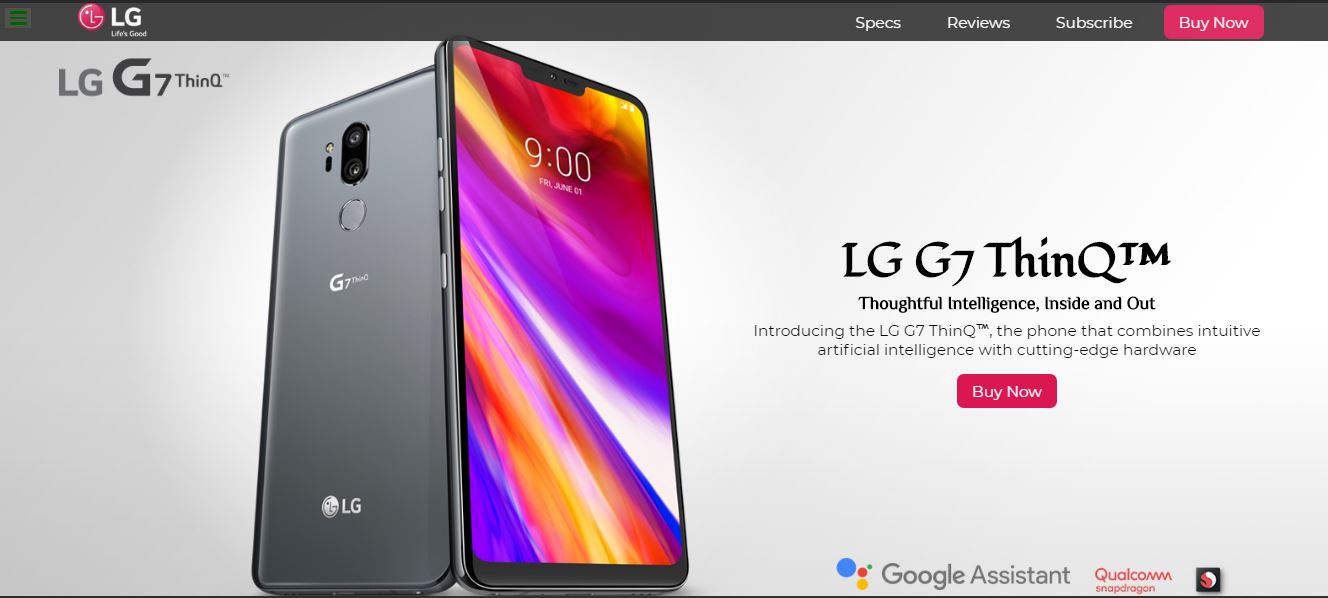 LG
Life's Good
Specs
Reviews
Subscribe
Buy Now
LG G7 ThinQ™
9:00
FRI, JUNE 01
G7 ThinQ
LG
LG G7 ThinQ™
Thoughtful Intelligence, Inside and Out
Introducing the LG G7 ThinQ™, the phone that combines intuitive
artificial intelligence with cutting-edge hardware
Buy Now
Google Assistant
Qualcomm
snapdragon